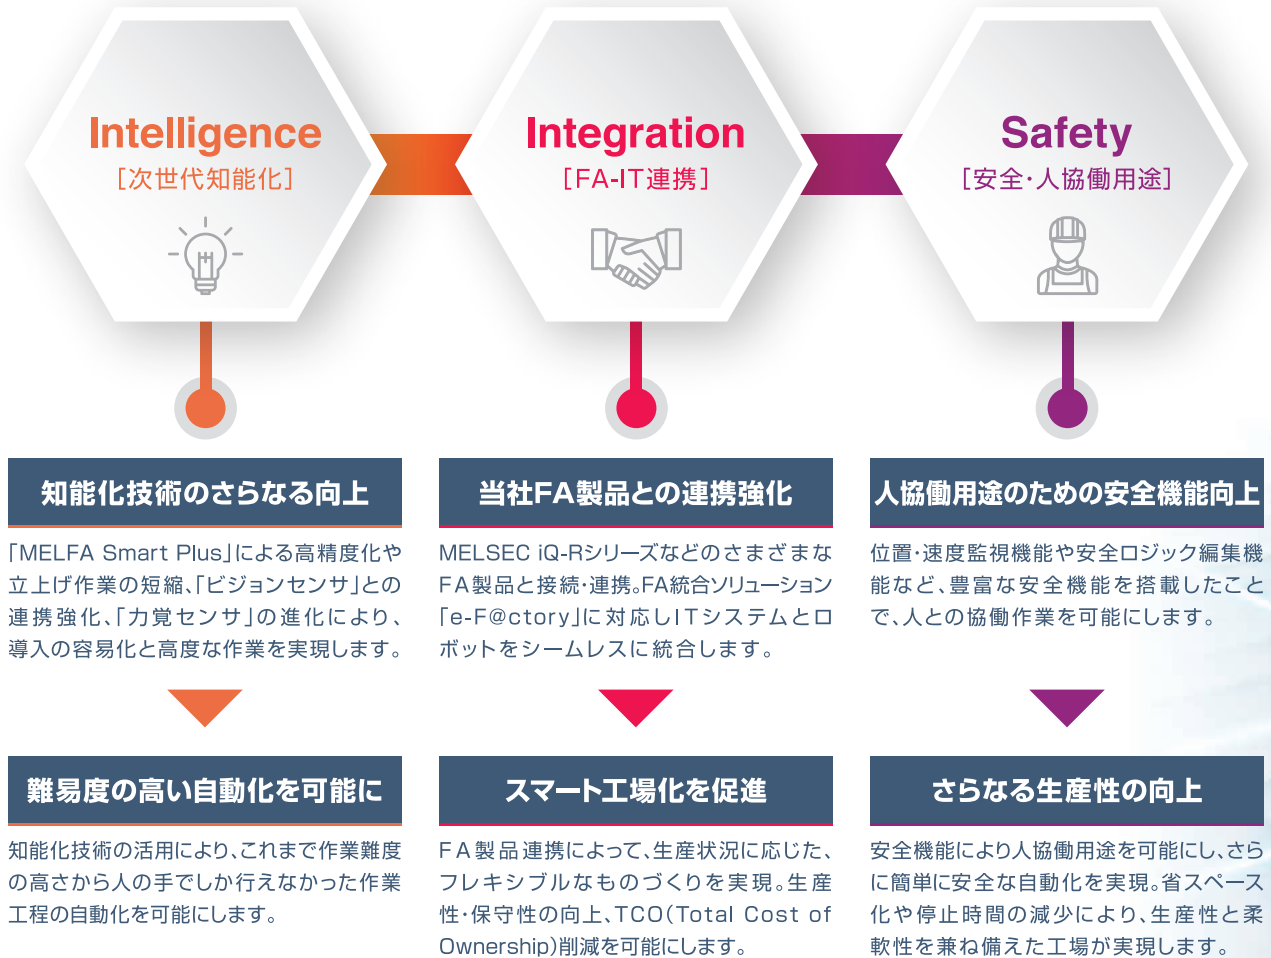 Intelligence
[次世代知能化]
Integration
[FA-IT連携]
Safety
[安全・人協働用途]
知能化技術のさらなる向上
「MELFA Smart Plus」による高精度化や
立上げ作業の短縮、「ビジョンセンサ」との
連携強化、「力覚センサ」の進化により、
導入の容易化と高度な作業を実現します。
難易度の高い自動化を可能に
知能化技術の活用により、これまで作業難度
の高さから人の手でしか行えなかった作業
工程の自動化を可能にします。
当社FA製品との連携強化
MELSEC iQ-Rシリーズなどのさまざまな
FA製品と接続・連携。FA統合ソリューション
「e-F@ctory」に対応しITシステムとロ
ボットをシームレスに統合します。
スマート工場化を促進
FA製品連携によって、生産状況に応じた、
フレキシブルなものづくりを実現。生産
性・保守性の向上、TCO(Total Cost of
Ownership)削減を可能にします。
人協働用途のための安全機能向上
位置・速度監視機能や安全ロジック編集機
能など、豊富な安全機能を搭載したこと
で、人との協働作業を可能にします。
さらなる生産性の向上
安全機能により人協働用途を可能にし、さら
に簡単に安全な自動化を実現。省スペース
化や停止時間の減少により、生産性と柔
軟性を兼ね備えた工場が実現します。